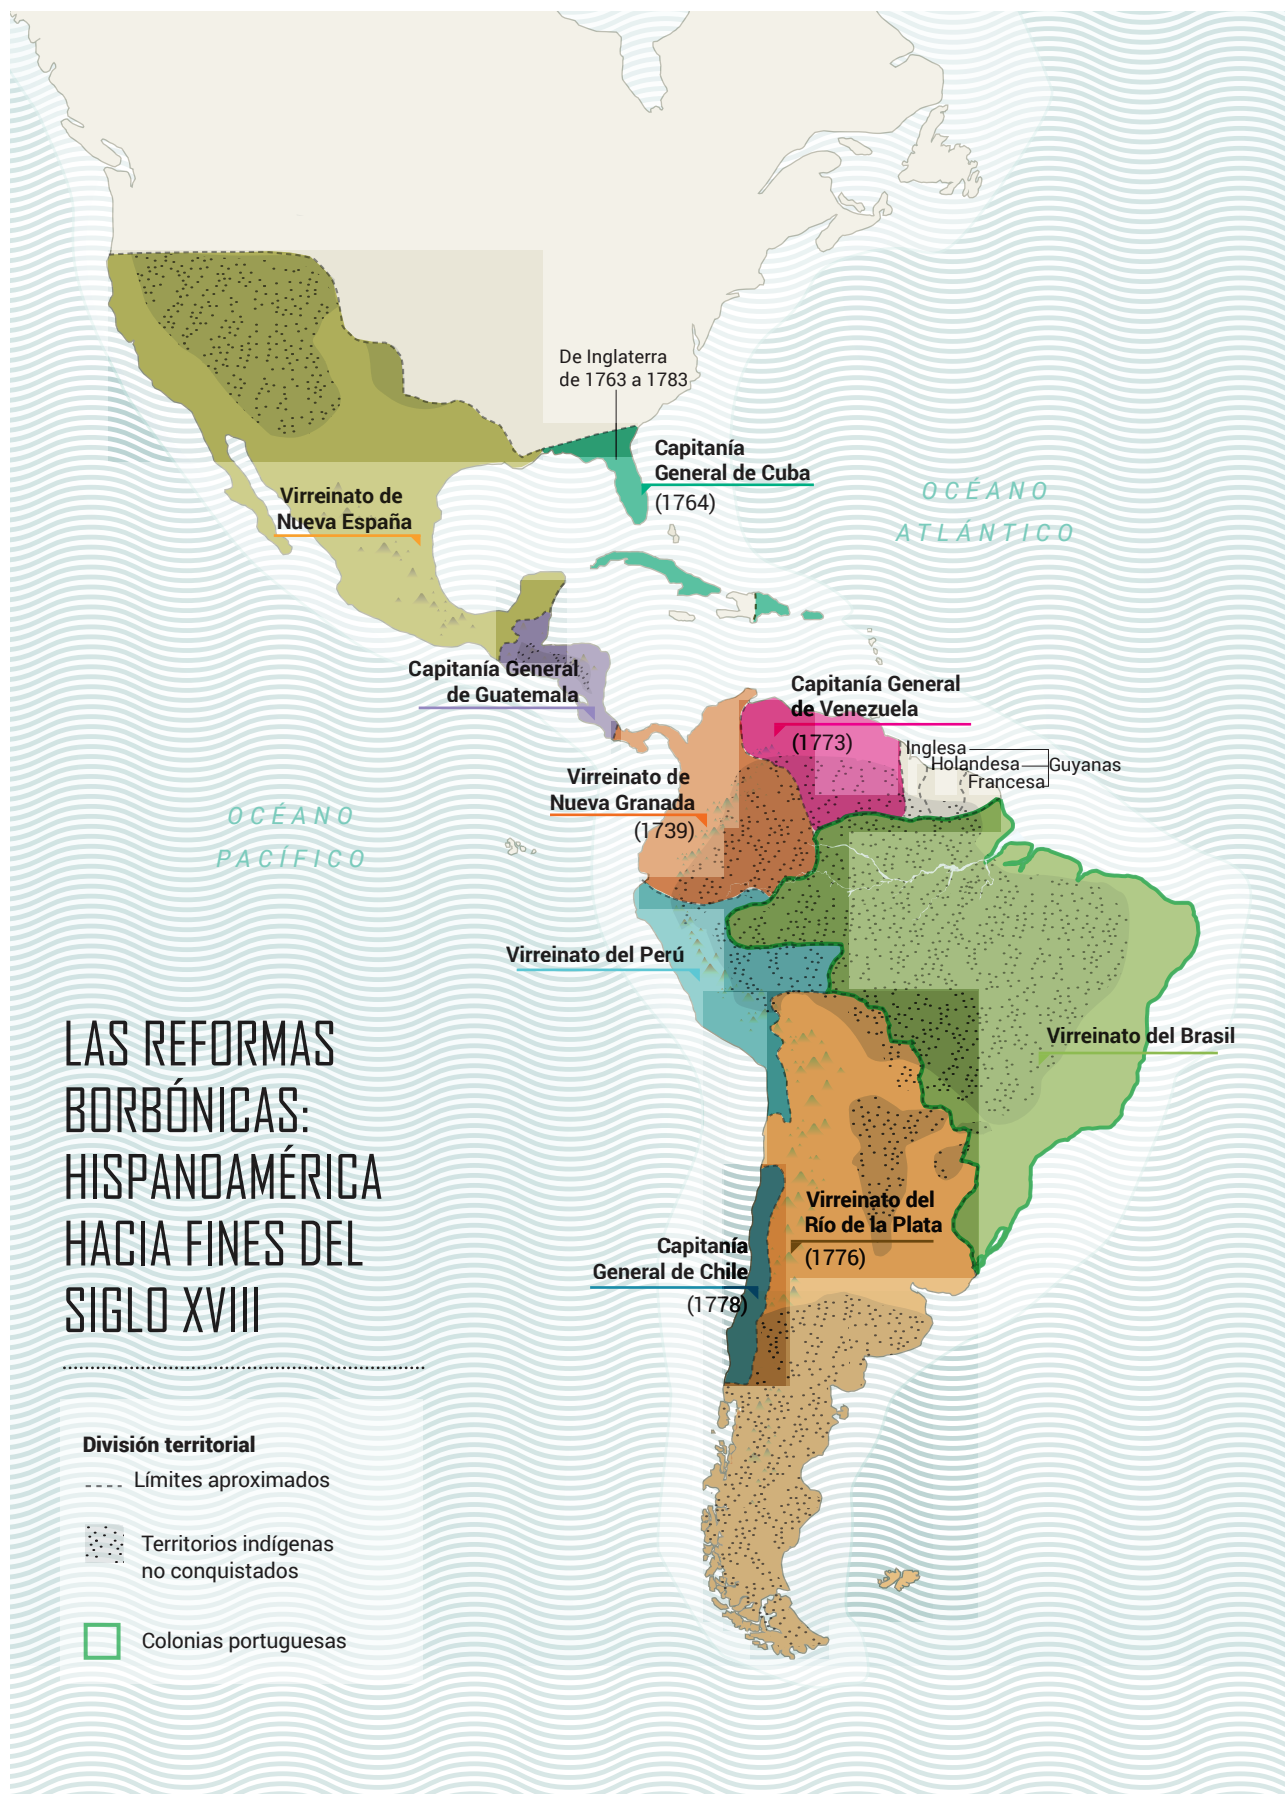 De Inglaterra
de 1763 a 1783
Capitanía
General de Cuba
(1764)
OCÉANO
ATLÁNTICO
Virreinato de
Nueva España
Capitanía General
de Guatemala
Capitanía General
de Venezuela
(1773)
Inglesa
Holandesa
Francesa
Guyanas
Virreinato de
Nueva Granada
(1739)
OCÉANO
PACÍFICO
Virreinato del Perú
Virreinato del Brasil
LAS REFORMAS
BORBÓNICAS:
HISPANOAMÉRICA
HACIA FINES DEL
SIGLO XVIII
Virreinato del
Río de la Plata
(1776)
Capitanía
General de Chile
(1778)
División territorial
Límites aproximados
Territorios indígenas
no conquistados
Colonias portuguesas